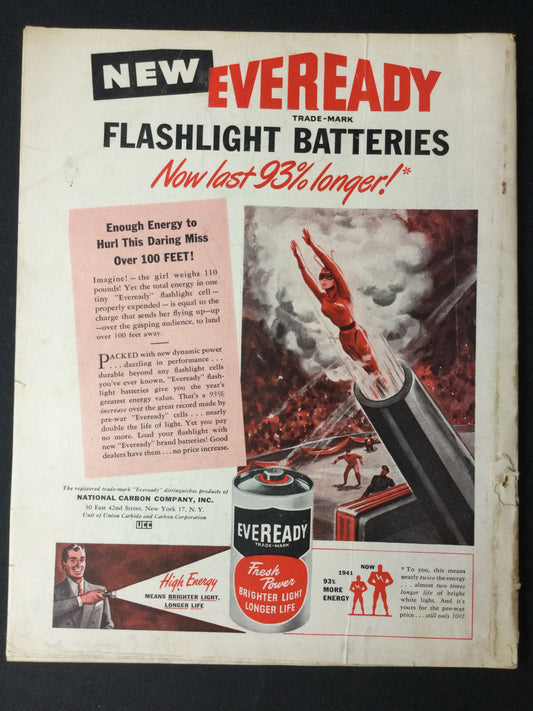 NEW EVEREADY
TRADE-MARK
FLASHLIGHT BATTERIES
Now last 93% longer!*
Enough Energy to
Hurl This Daring Miss
Over 100 FEET!
Imagine! — the girl weighs 110
pounds! Yet the total energy in one
tiny "Eveready" flashlight cell —
properly expended — is equal to the
charge that sends her flying up—up
—over the gasping audience, to land
over 100 feet away.
PACKED with new dynamic power
. . . dazzling in performance . . .
durable beyond any flashlight cells
you've ever known, "Eveready" flash-
light batteries give you the year's
greatest energy value. That's a 93%
increase over the great record made by
pre-war "Eveready" cells . . . nearly
double the life of light. Yet you pay
no more. Load your flashlight with
new "Eveready" brand batteries! Good
dealers have them . . . no price increase.
The registered trade-mark "Eveready" distinguishes products of
NATIONAL CARBON COMPANY, INC.
30 East 42nd Street, New York 17, N. Y.
Unit of Union Carbide and Carbon Corporation
UCC
EVEREADY
TRADE-MARK
Fresh
Power
BRIGHTER LIGHT
LONGER LIFE
High Energy
MEANS BRIGHTER LIGHT,
LONGER LIFE
93%
MORE
ENERGY
1941
NOW
*To you, this means
nearly twice the energy
. . . almost two times
longer life of bright
white light. And it's
yours for the pre-war
price . . . still only 10¢!